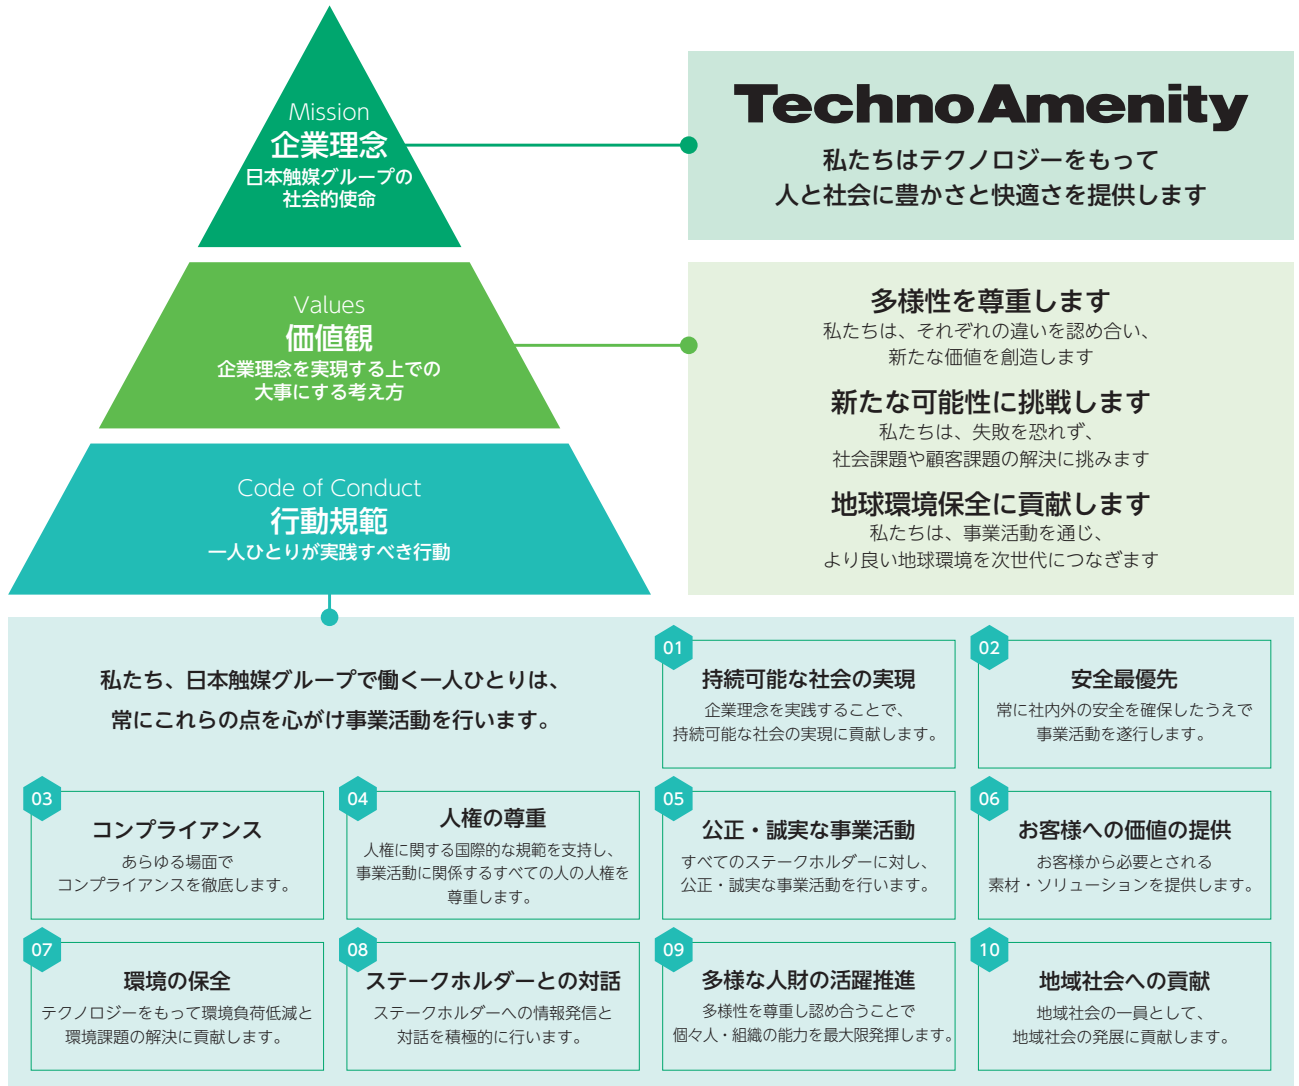 Mission
企業理念
日本触媒グループの
社会的使命
TechnoAmenity
私たちはテクノロジーをもって
人と社会に豊かさと快適さを提供します
Values
価値観
企業理念を実現する上での
大事にする考え方
多様性を尊重します
私たちは、それぞれの違いを認め合い、
新たな価値を創造します
新たな可能性に挑戦します
私たちは、失敗を恐れず、
社会課題や顧客課題の解決に挑みます
地球環境保全に貢献します
私たちは、事業活動を通じ、
より良い地球環境を次世代につなぎます
Code of Conduct
行動規範
一人ひとりが実践すべき行動
私たち、日本触媒グループで働く一人ひとりは、
常にこれらの点を心がけ事業活動を行います。
01
持続可能な社会の実現
企業理念を実践することで、
持続可能な社会の実現に貢献します。
02
安全最優先
常に社内外の安全を確保したうえで
事業活動を遂行します。
03
コンプライアンス
あらゆる場面で
コンプライアンスを徹底します。
04
人権の尊重
人権に関する国際的な規範を支持し、
事業活動に関係するすべての人の人権を
尊重します。
05
公正・誠実な事業活動
すべてのステークホルダーに対し、
公正・誠実な事業活動を行います。
06
お客様への価値の提供
お客様から必要とされる
素材・ソリューションを提供します。
07
環境の保全
テクノロジーをもって環境負荷低減と
環境課題の解決に貢献します。
08
ステークホルダーとの対話
ステークホルダーへの情報発信と
対話を積極的に行います。
09
多様な人財の活躍推進
多様性を尊重し認め合うことで
個々人・組織の能力を最大限発揮します。
10
地域社会への貢献
地域社会の一員として、
地域社会の発展に貢献します。